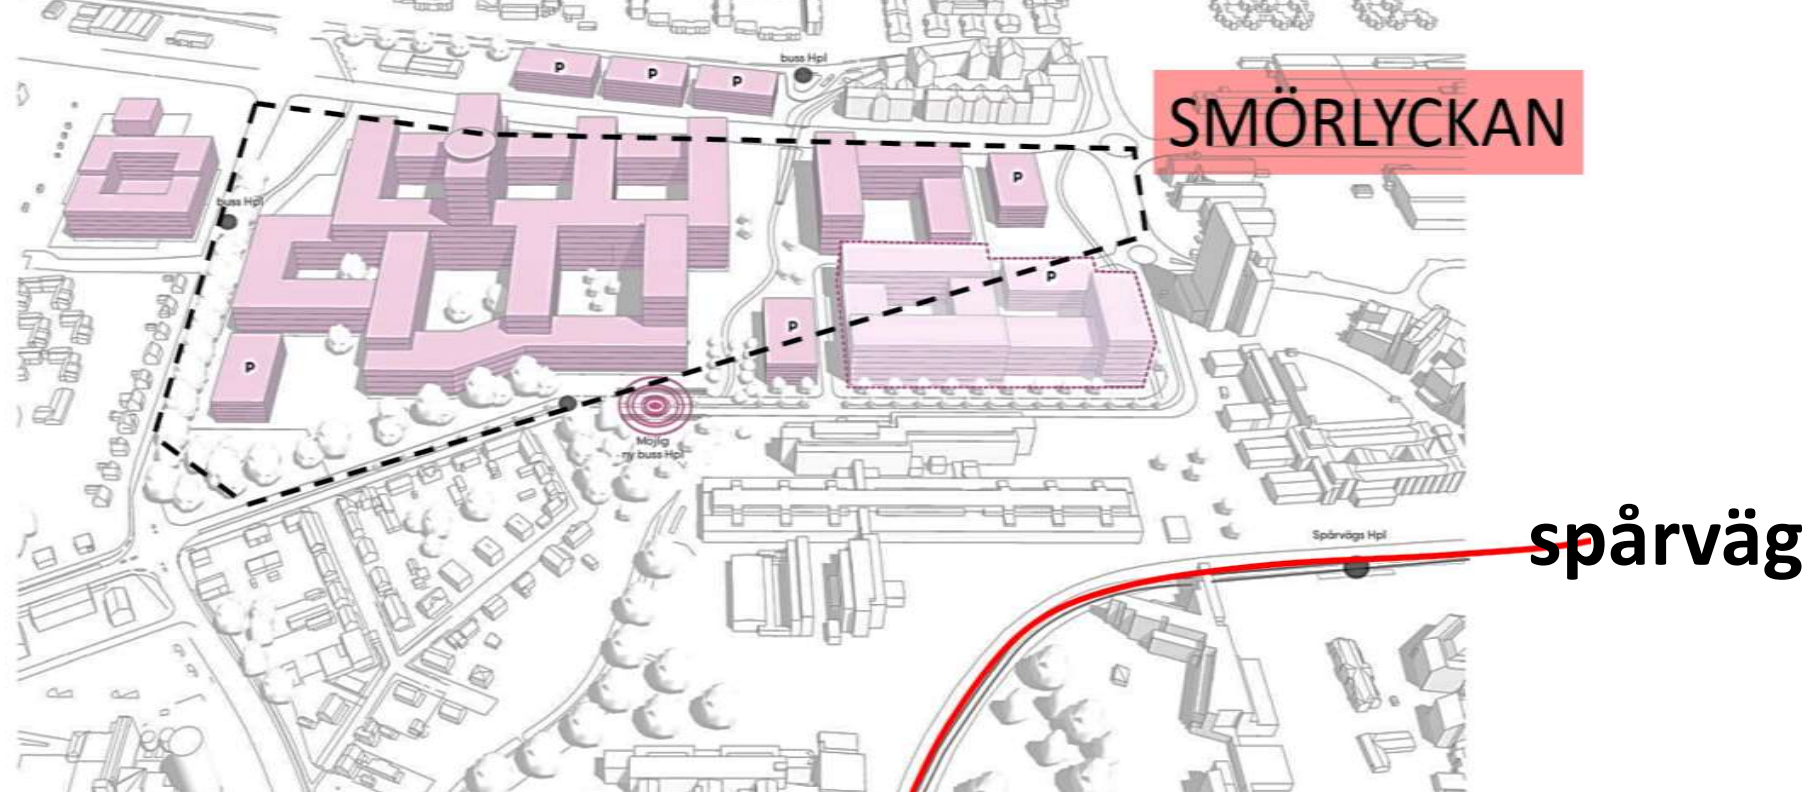 P
P
P
buss Hpl
SMÖRLYCKAN
P
buss Hpl
P
P
P
Möjlig
ny buss Hpl
Spårvägs Hpl
spårväg